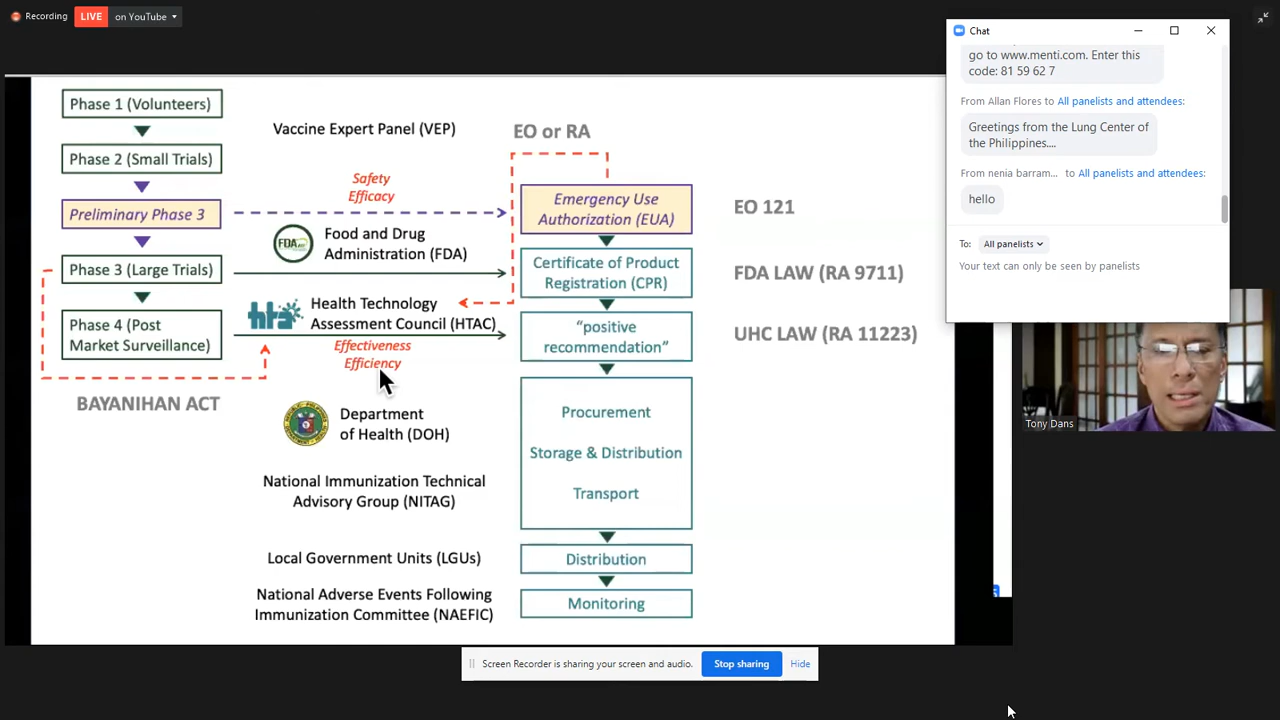 Recording
LIVE
on YouTube
Phase 1 (Volunteers)
Phase 2 (Small Trials)
Preliminary Phase 3
Phase 3 (Large Trials)
Phase 4 (Post
Market Surveillance)
BAYANIHAN ACT
Vaccine Expert Panel (VEP)
Safety
Efficacy
FDA
Food and Drug
Administration (FDA)
hta
Health Technology
Assessment Council (HTAC)
Effectiveness
Efficiency
Department
of Health (DOH)
National Immunization Technical
Advisory Group (NITAG)
Local Government Units (LGUs)
National Adverse Events Following
Immunization Committee (NAEFIC)
EO or RA
Emergency Use
Authorization (EUA)
Certificate of Product
Registration (CPR)
“positive
recommendation”
Procurement
Storage & Distribution
Transport
Distribution
Monitoring
EO 121
FDA LAW (RA 9711)
UHC LAW (RA 11223)
Chat
go to www.menti.com. Enter this
code: 81 59 62 7
From Allan Flores to All panelists and attendees:
Greetings from the Lung Center of
the Philippines....
From nenia barram... to All panelists and attendees:
hello
To: All panelists
Your text can only be seen by panelists
Tony Dans
Screen Recorder is sharing your screen and audio.
Stop sharing
Hide